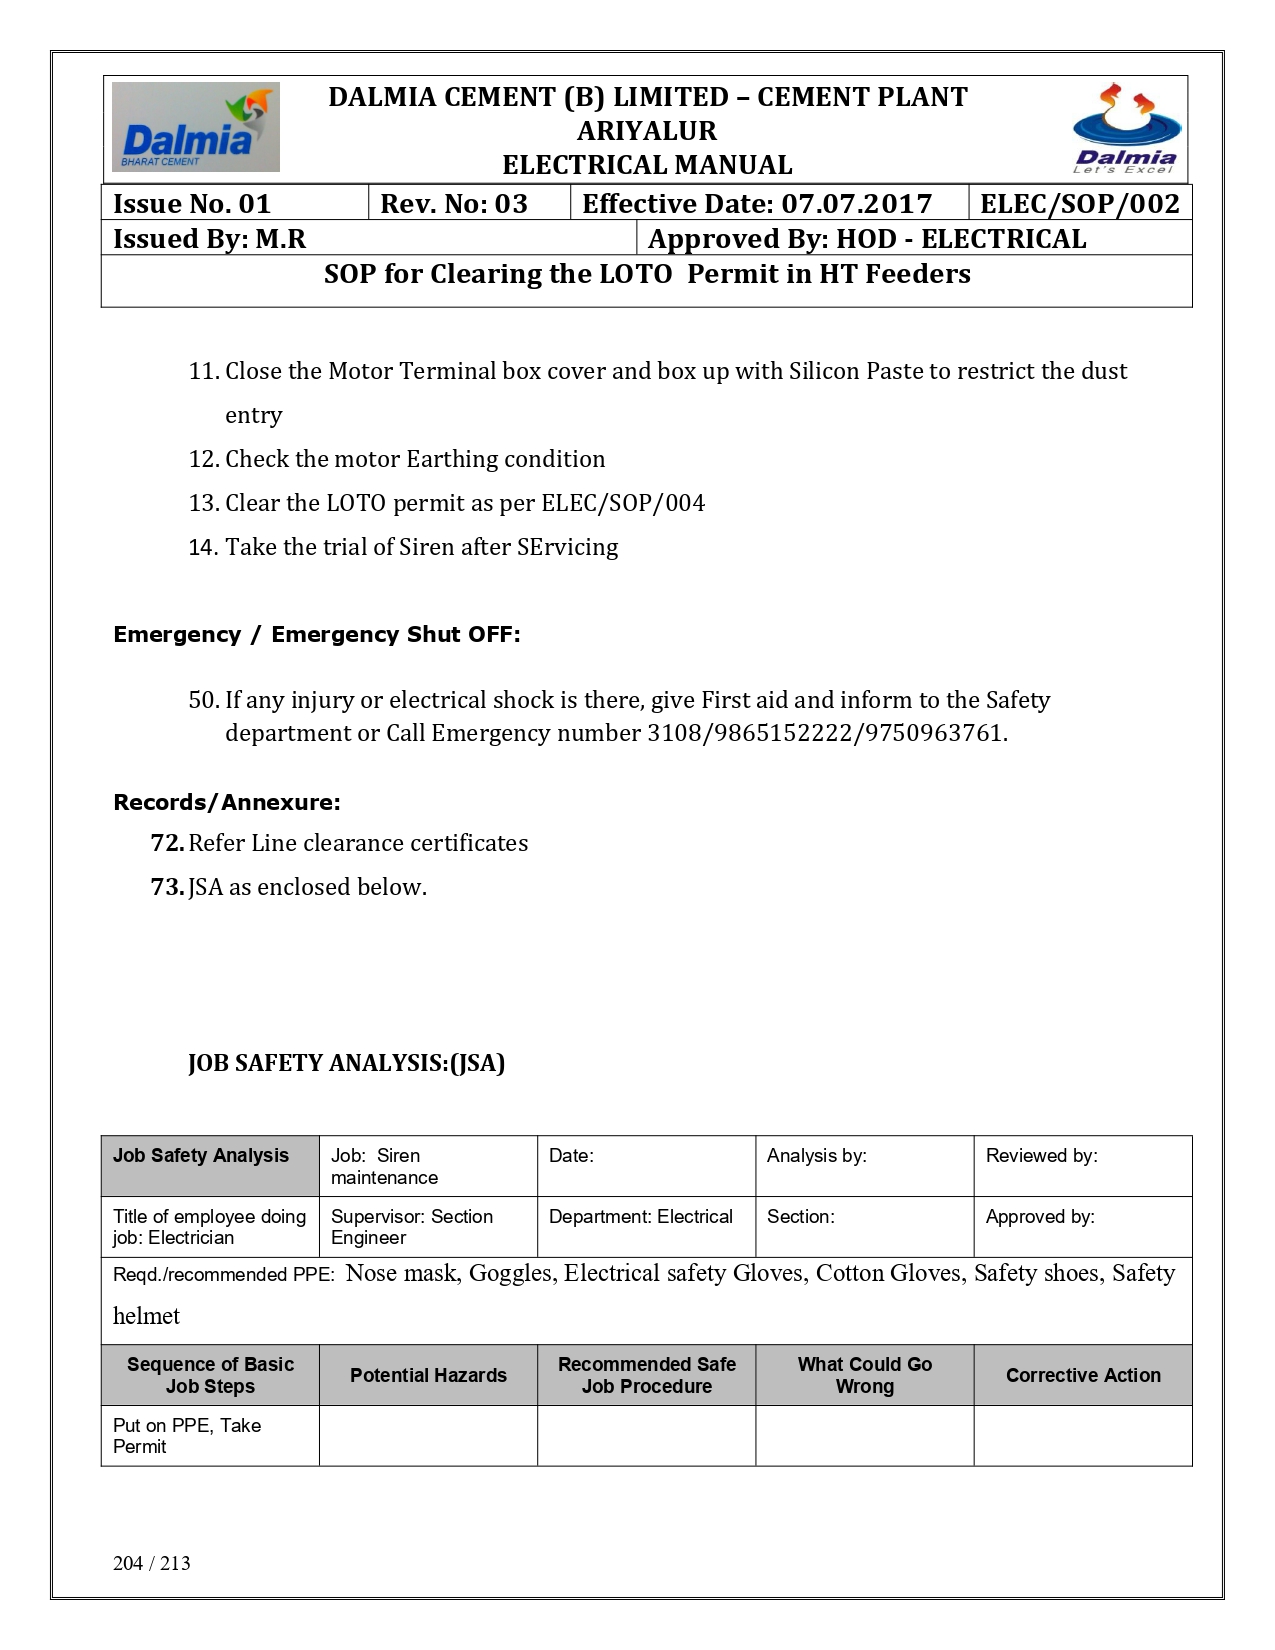 Dalmia
BHARAT CEMENT
DALMIA CEMENT (B) LIMITED – CEMENT PLANT
ARIYALUR
ELECTRICAL MANUAL
Dalmia
Let's Excel
Issue No. 01 Rev. No: 03 Effective Date: 07.07.2017 ELEC/SOP/002
Issued By: M.R Approved By: HOD - ELECTRICAL
SOP for Clearing the LOTO Permit in HT Feeders
11. Close the Motor Terminal box cover and box up with Silicon Paste to restrict the dust
entry
12. Check the motor Earthing condition
13. Clear the LOTO permit as per ELEC/SOP/004
14. Take the trial of Siren after SErvicing
Emergency / Emergency Shut OFF:
50. If any injury or electrical shock is there, give First aid and inform to the Safety
department or Call Emergency number 3108/9865152222/9750963761.
Records/Annexure:
72. Refer Line clearance certificates
73. JSA as enclosed below.
JOB SAFETY ANALYSIS:(JSA)
Job Safety Analysis
Job: Siren
maintenance
Date:
Analysis by:
Reviewed by:
Title of employee doing
job: Electrician
Supervisor: Section
Engineer
Department: Electrical
Section:
Approved by:
Reqd./recommended PPE: Nose mask, Goggles, Electrical safety Gloves, Cotton Gloves, Safety shoes, Safety
helmet
Sequence of Basic
Job Steps
Potential Hazards
Recommended Safe
Job Procedure
What Could Go
Wrong
Corrective Action
Put on PPE, Take
Permit
204 / 213